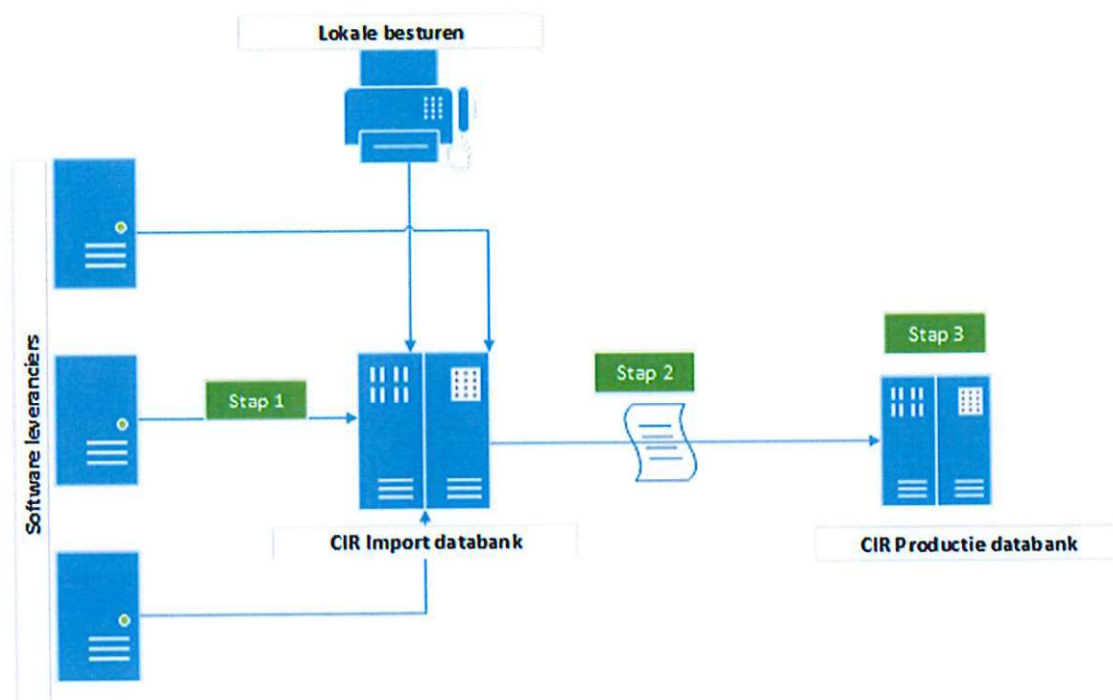 Lokale besturen
Software leveranciers
Stap 1
Stap 2
Stap 3
CIR Import databank
CIR Productie databank